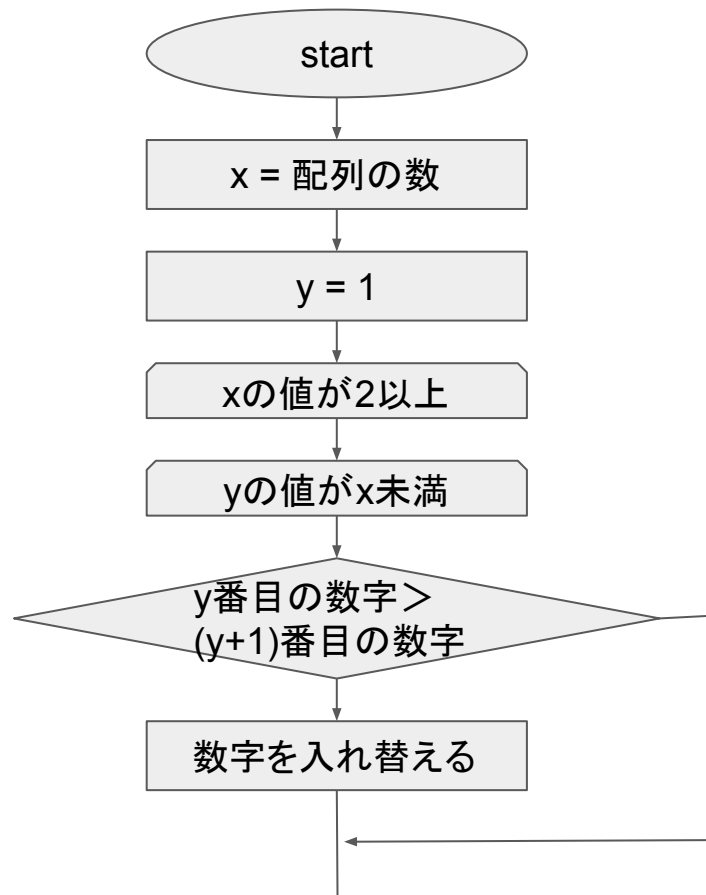 start
x = 配列の数
y = 1
xの値が2以上
yの値がx未満
y番目の数字＞
(y+1)番目の数字
数字を入れ替える